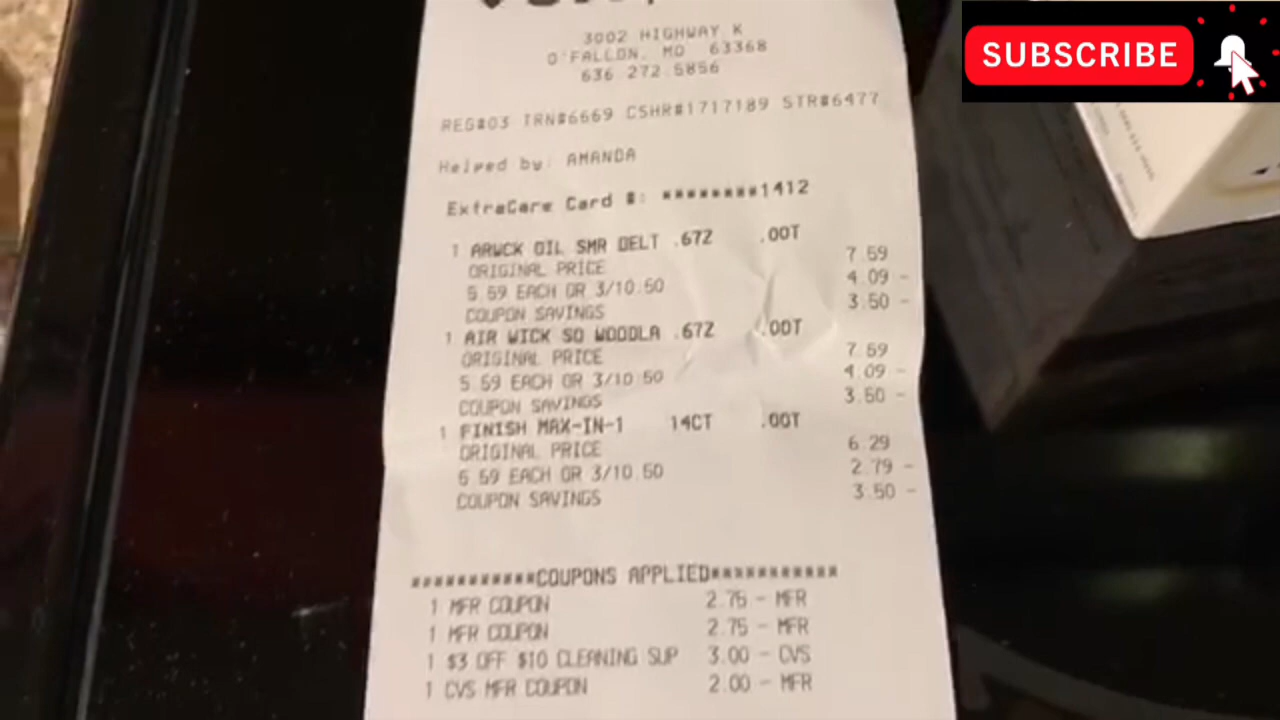 3002 HIGHWAY K
O'FALLON, MO 63368
636.272.5856
REG#03 TRN#6669 CSHR#1717189 STR#6477
Helped by: AMANDA
ExtraCare Card #: ********1412
1 ARWCK OIL SMR DELT .67Z .00T
ORIGINAL PRICE 7.59
5.59 EACH OR 3/10.50 4.09 -
COUPON SAVINGS 3.50 -
1 AIR WICK SO WOODLA .67Z .00T
ORIGINAL PRICE 7.59
5.59 EACH OR 3/10.50 4.09 -
COUPON SAVINGS 3.50 -
1 FINISH MAX-IN-1 14CT .00T
ORIGINAL PRICE 6.29
5.59 EACH OR 3/10.50 2.79 -
COUPON SAVINGS 3.50 -
***********COUPONS APPLIED***********
1 MFR COUPON 2.75 - MFR
1 MFR COUPON 2.75 - MFR
1 $3 OFF $10 CLEANING SUP 3.00 - CVS
1 CVS MFR COUPON 2.00 - MFR
SUBSCRIBE